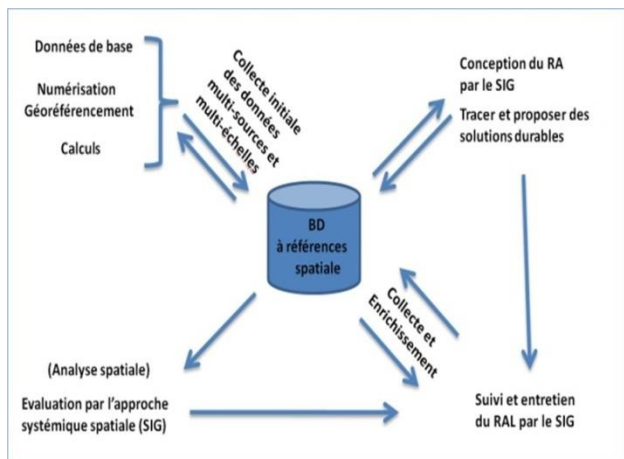 Données de base
Numérisation
Géoréférencement
Calculs
Collecte initiale
des données
multi-sources et
multi-échelles
Conception du RA
par le SIG
Tracer et proposer des
solutions durables
BD
à références
spatiale
Collecte et
Enrichissement
(Analyse spatiale)
Evaluation par l'approche
systémique spatiale (SIG)
Suivi et entretien
du RAL par le SIG